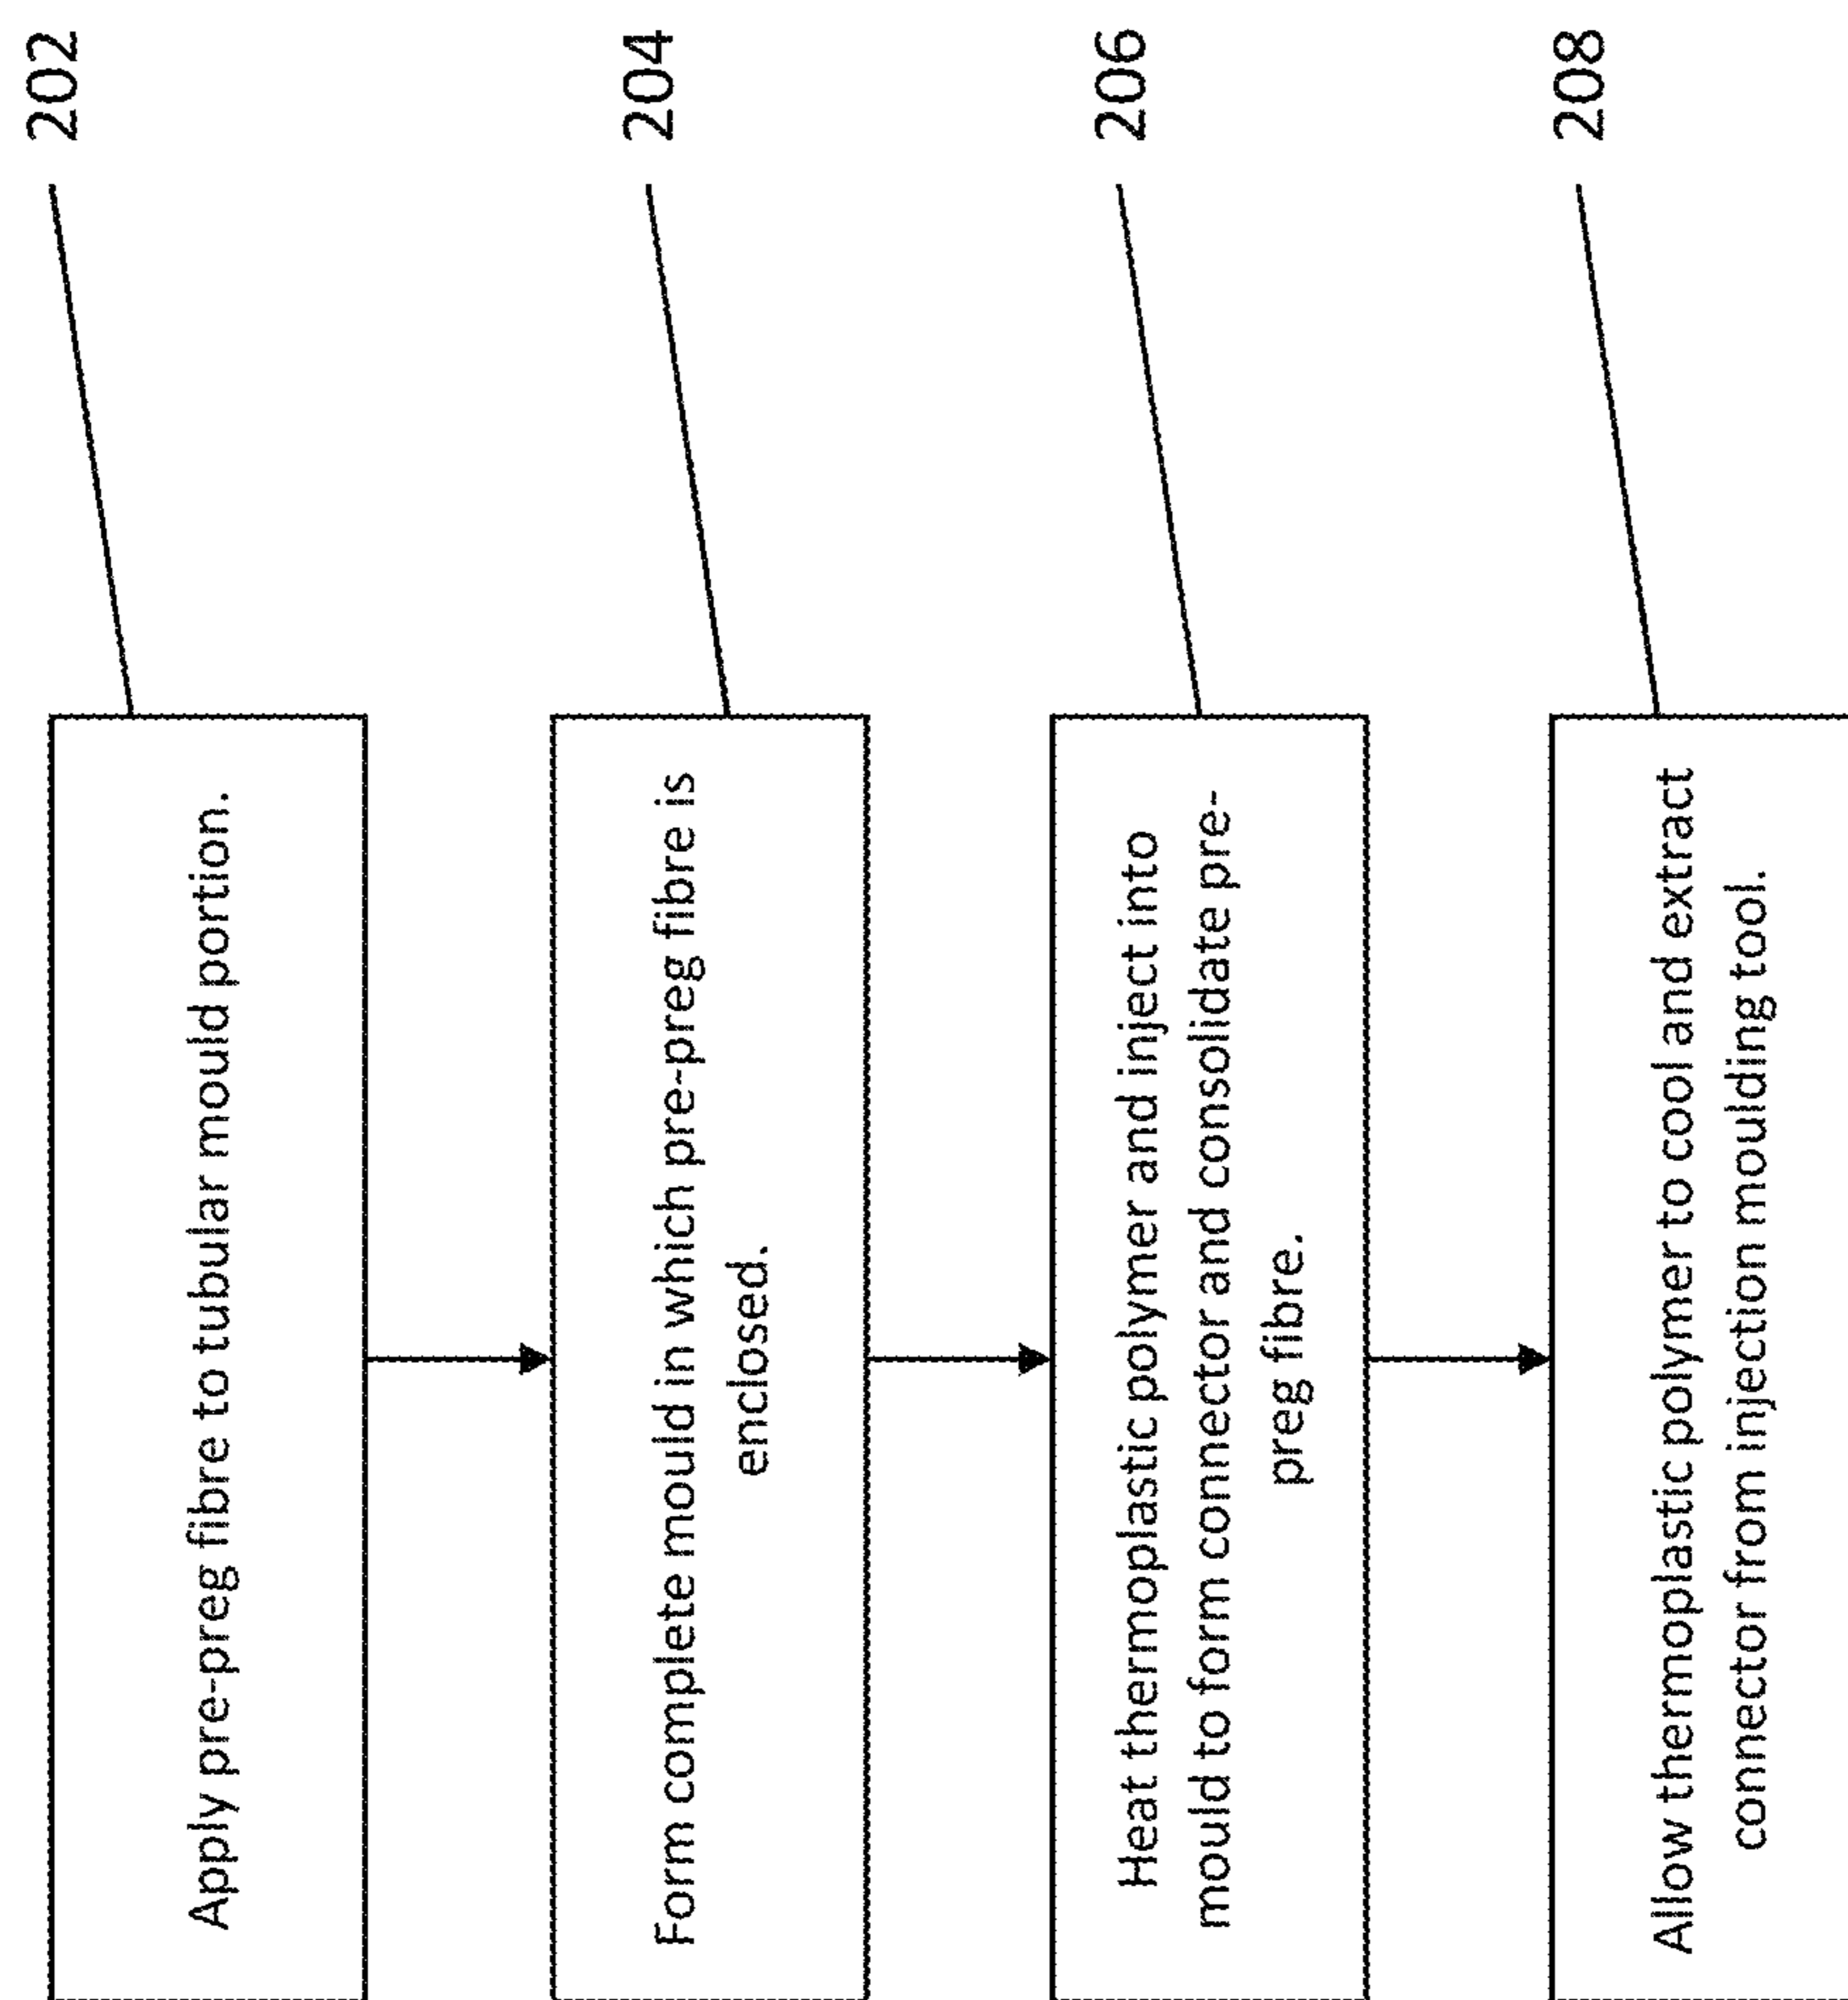 202
Apply pre-preg fibre to tubular mould portion.
204
Form complete mould in which pre-preg fibre is
enclosed.
206
Heat thermoplastic polymer and inject into
mould to form connector and consolidate pre-
preg fibre.
208
Allow thermoplastic polymer to cool and extract
connector from injection moulding tool.